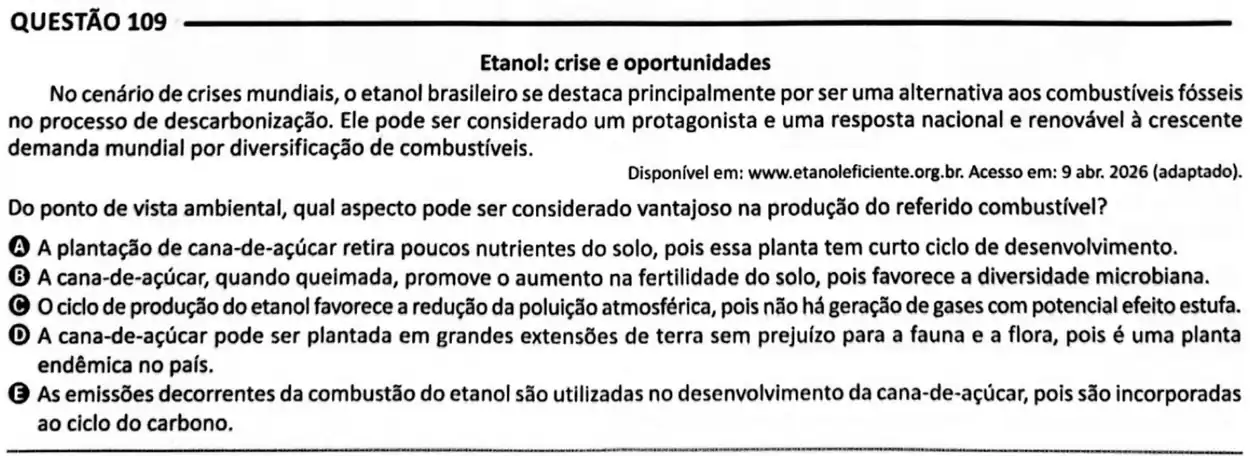 QUESTÃO 109
Etanol: crise e oportunidades
No cenário de crises mundiais, o etanol brasileiro se destaca principalmente por ser uma alternativa aos combustíveis fósseis
no processo de descarbonização. Ele pode ser considerado um protagonista e uma resposta nacional e renovável à crescente
demanda mundial por diversificação de combustíveis.
Disponível em: www.etanoleficiente.org.br. Acesso em: 9 abr. 2026 (adaptado).
Do ponto de vista ambiental, qual aspecto pode ser considerado vantajoso na produção do referido combustível?
A A plantação de cana-de-açúcar retira poucos nutrientes do solo, pois essa planta tem curto ciclo de desenvolvimento.
B A cana-de-açúcar, quando queimada, promove o aumento na fertilidade do solo, pois favorece a diversidade microbiana.
C O ciclo de produção do etanol favorece a redução da poluição atmosférica, pois não há geração de gases com potencial efeito estufa.
D A cana-de-açúcar pode ser plantada em grandes extensões de terra sem prejuízo para a fauna e a flora, pois é uma planta
endêmica no país.
E As emissões decorrentes da combustão do etanol são utilizadas no desenvolvimento da cana-de-açúcar, pois são incorporadas
ao ciclo do carbono.